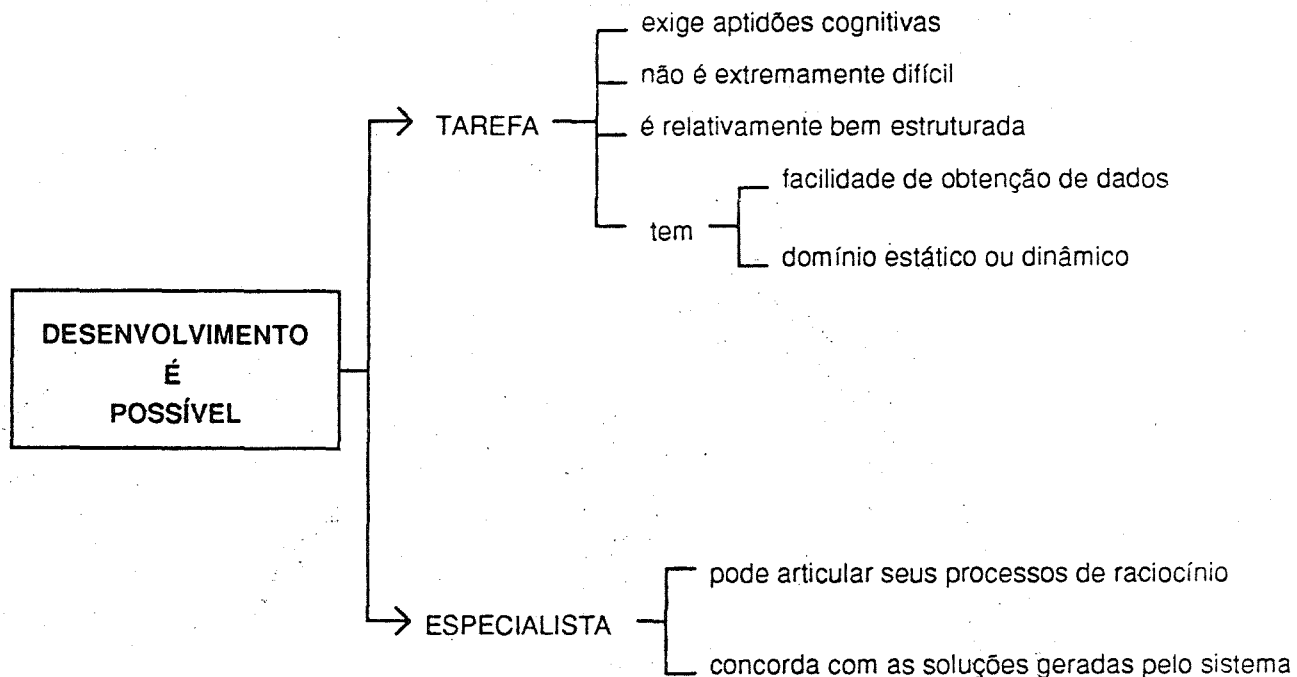 exige aptidões cognitivas
não é extremamente difícil
TAREFA
é relativamente bem estruturada
facilidade de obtenção de dados
tem
domínio estático ou dinâmico
DESENVOLVIMENTO
É
POSSÍVEL
pode articular seus processos de raciocínio
ESPECIALISTA
concorda com as soluções geradas pelo sistema